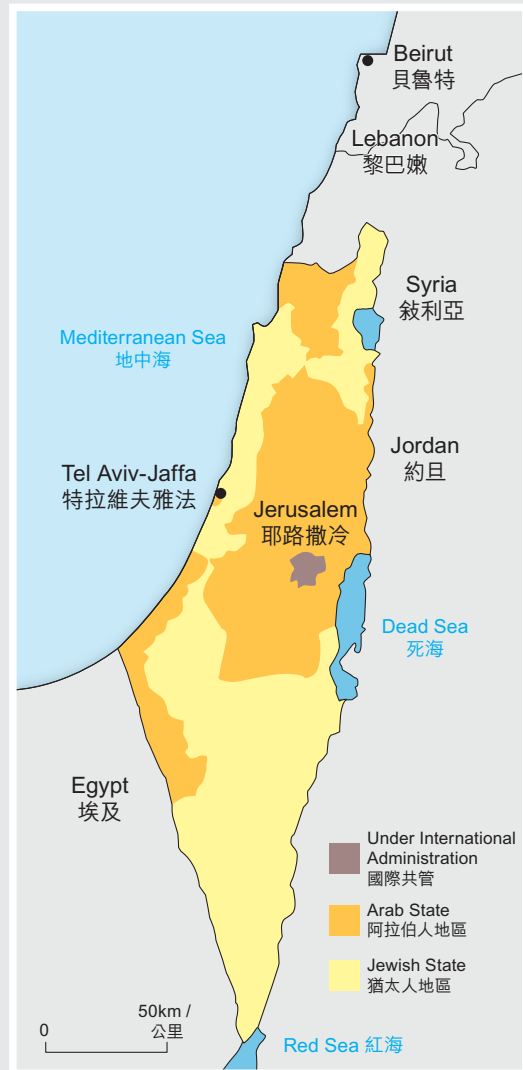 Beirut
貝魯特
Lebanon
黎巴嫩
Syria
敍利亞
Mediterranean Sea
地中海
Jordan
約旦
Tel Aviv-Jaffa
特拉維夫雅法
Jerusalem
耶路撒冷
Dead Sea
死海
Egypt
埃及
Under International
Administration
國際共管
Arab State
阿拉伯人地區
Jewish State
猶太人地區
0
50km /
公里
Red Sea 紅海